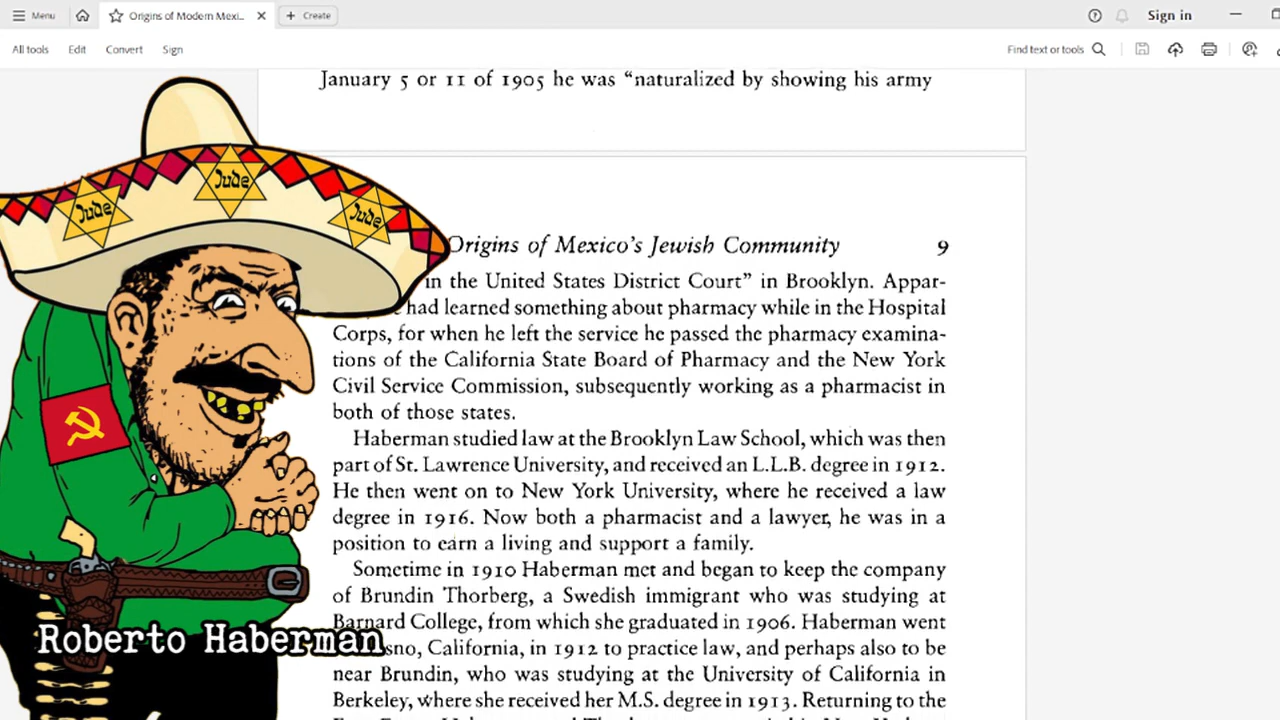 Menu
Origins of Modern Mexi...
Create
Sign in
All tools
Edit
Convert
Sign
Find text or tools
January 5 or 11 of 1905 he was “naturalized by showing his army
Jude
Jude
Jude
Origins of Mexico's Jewish Community 9
in the United States District Court” in Brooklyn. Appar-
had learned something about pharmacy while in the Hospital
Corps, for when he left the service he passed the pharmacy examina-
tions of the California State Board of Pharmacy and the New York
Civil Service Commission, subsequently working as a pharmacist in
both of those states.
Haberman studied law at the Brooklyn Law School, which was then
part of St. Lawrence University, and received an L.L.B. degree in 1912.
He then went on to New York University, where he received a law
degree in 1916. Now both a pharmacist and a lawyer, he was in a
position to earn a living and support a family.
Sometime in 1910 Haberman met and began to keep the company
of Brundin Thorberg, a Swedish immigrant who was studying at
Barnard College, from which she graduated in 1906. Haberman went
Roberto Haberman
California, in 1912 to practice law, and perhaps also to be
near Brundin, who was studying at the University of California in
Berkeley, where she received her M.S. degree in 1913. Returning to the